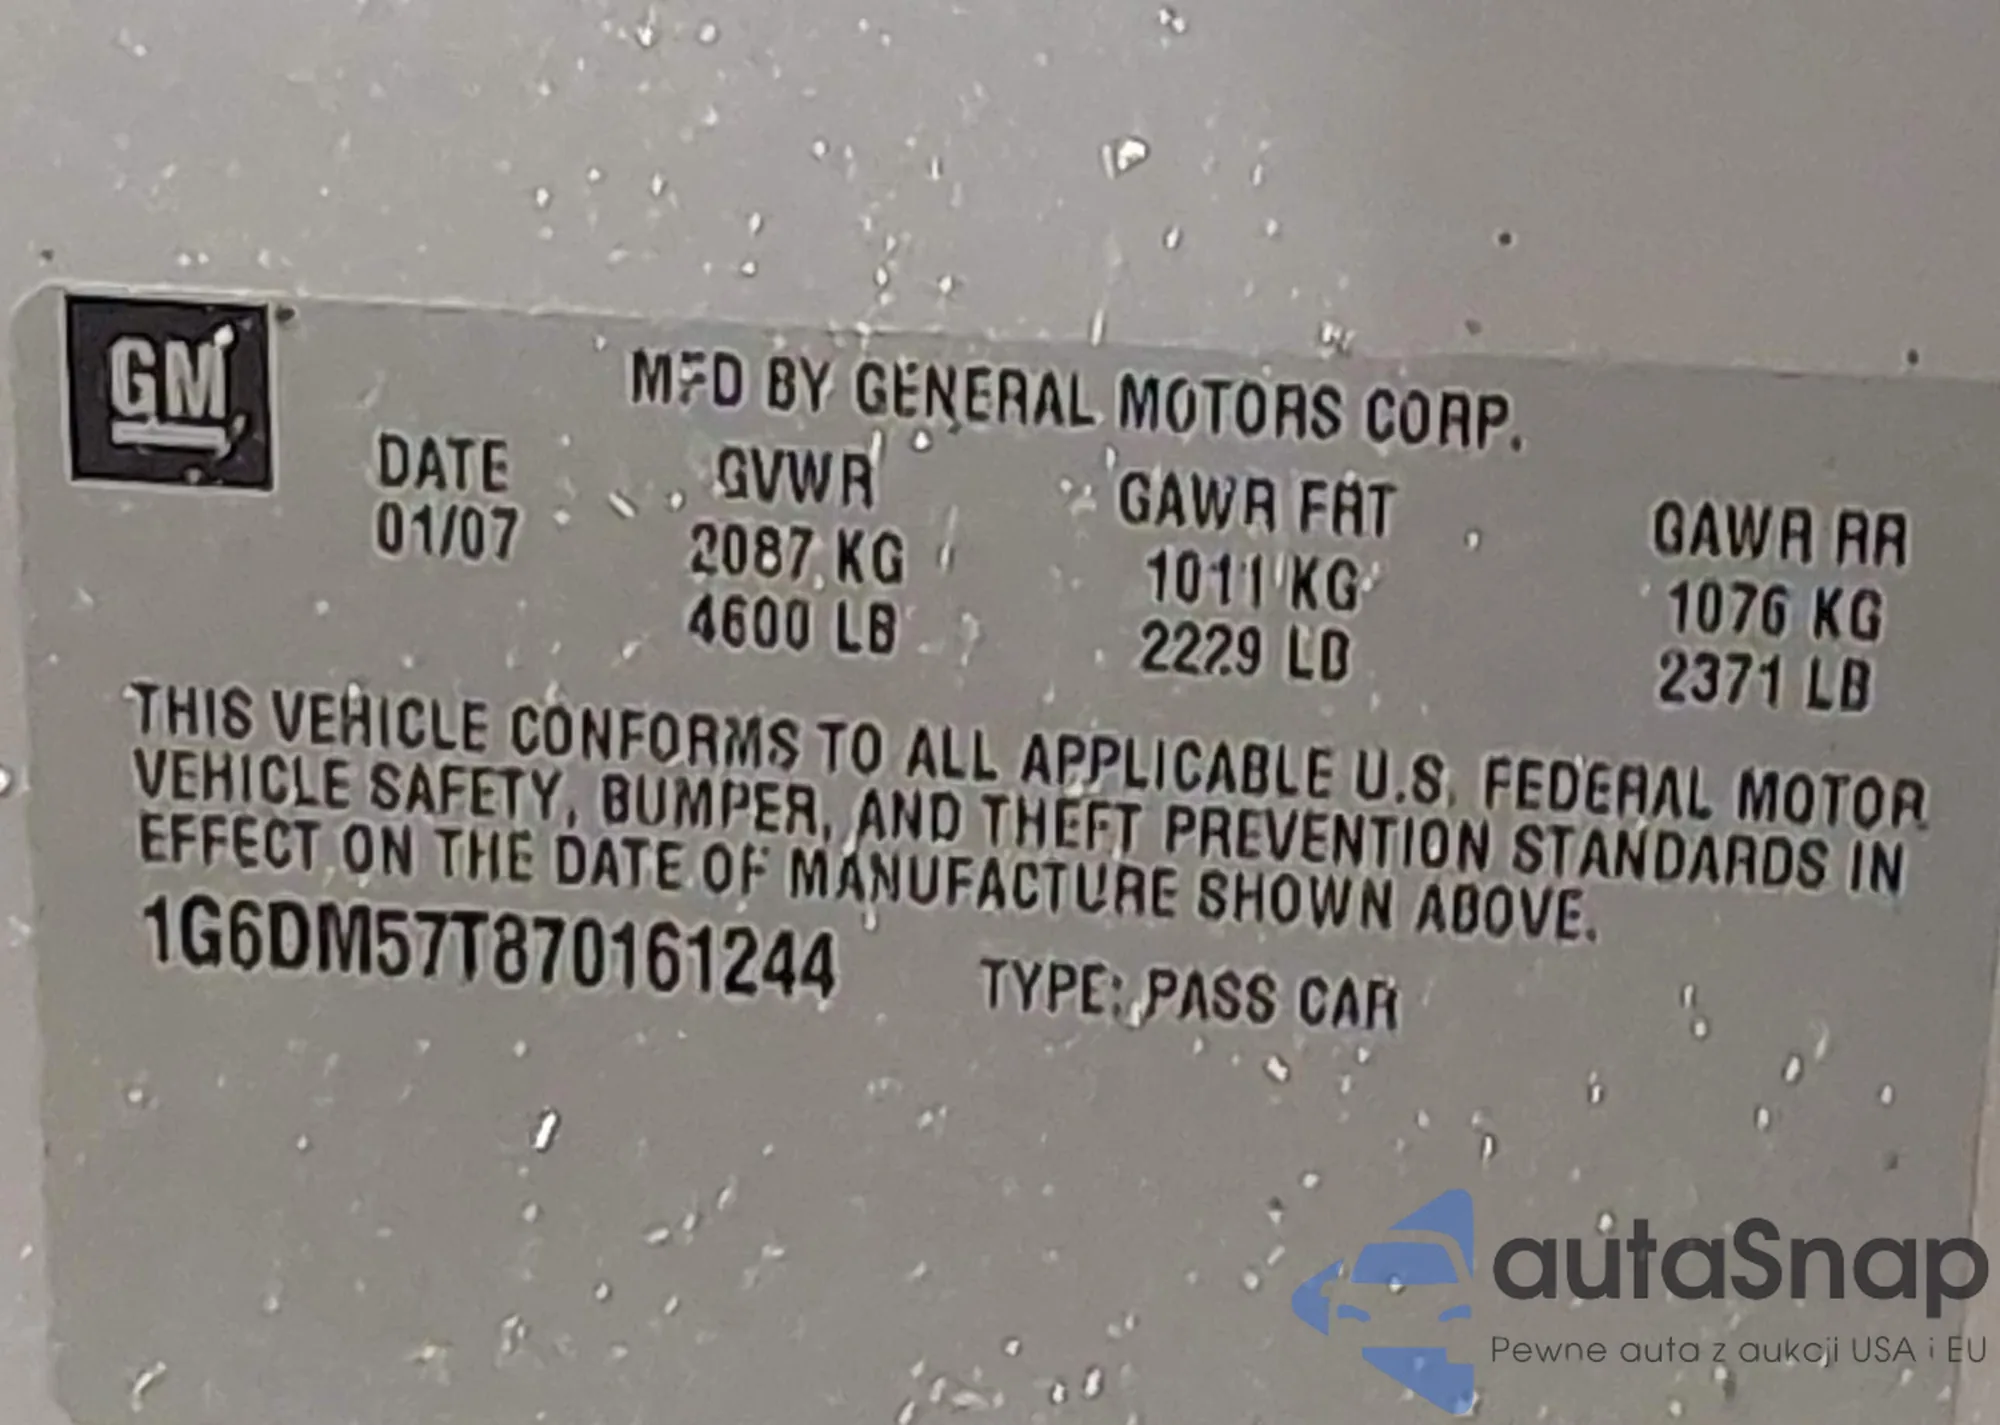 GM
MFD BY GENERAL MOTORS CORP.
DATE GVWR GAWR FRT GAWR RR
01/07 2087 KG 1011 KG 1076 KG
4600 LB 2229 LB 2371 LB
THIS VEHICLE CONFORMS TO ALL APPLICABLE U.S. FEDERAL MOTOR
VEHICLE SAFETY, BUMPER, AND THEFT PREVENTION STANDARDS IN
EFFECT ON THE DATE OF MANUFACTURE SHOWN ABOVE.
1G6DM57T870161244 TYPE: PASS CAR
autaSnap
Pewne auta z aukcji USA i EU